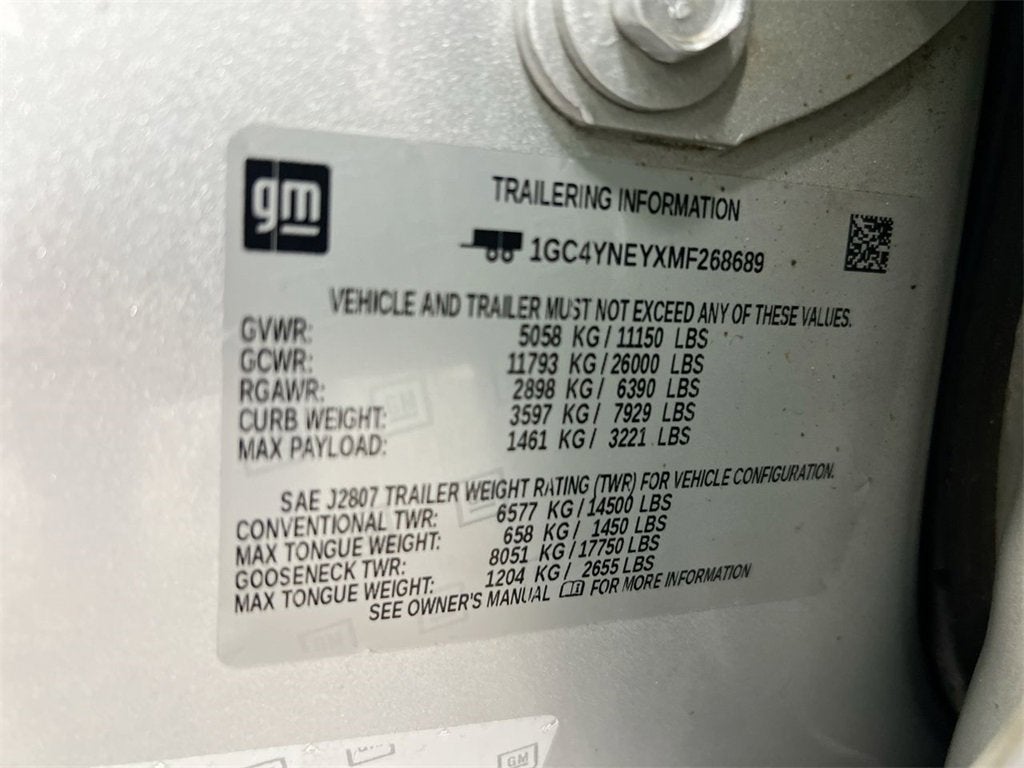 gm
TRAILERING INFORMATION
1GC4YNEYXMF268689
VEHICLE AND TRAILER MUST NOT EXCEED ANY OF THESE VALUES.
GVWR: 5058 KG/ 11150 LBS
GCWR: 11793 KG/ 26000 LBS
RGAWR: 2898 KG/ 6390 LBS
CURB WEIGHT: 3597 KG/ 7929 LBS
MAX PAYLOAD: 1461 KG/ 3221 LBS
SAE J2807 TRAILER WEIGHT RATING (TWR) FOR VEHICLE CONFIGURATION.
CONVENTIONAL TWR: 6577 KG/14500 LBS
MAX TONGUE WEIGHT: 658 KG/ 1450 LBS
GOOSENECK TWR: 8051 KG/17750 LBS
MAX TONGUE WEIGHT: 1204 KG/ 2655 LBS
SEE OWNER'S MANUAL FOR MORE INFORMATION
GM
GM
GM